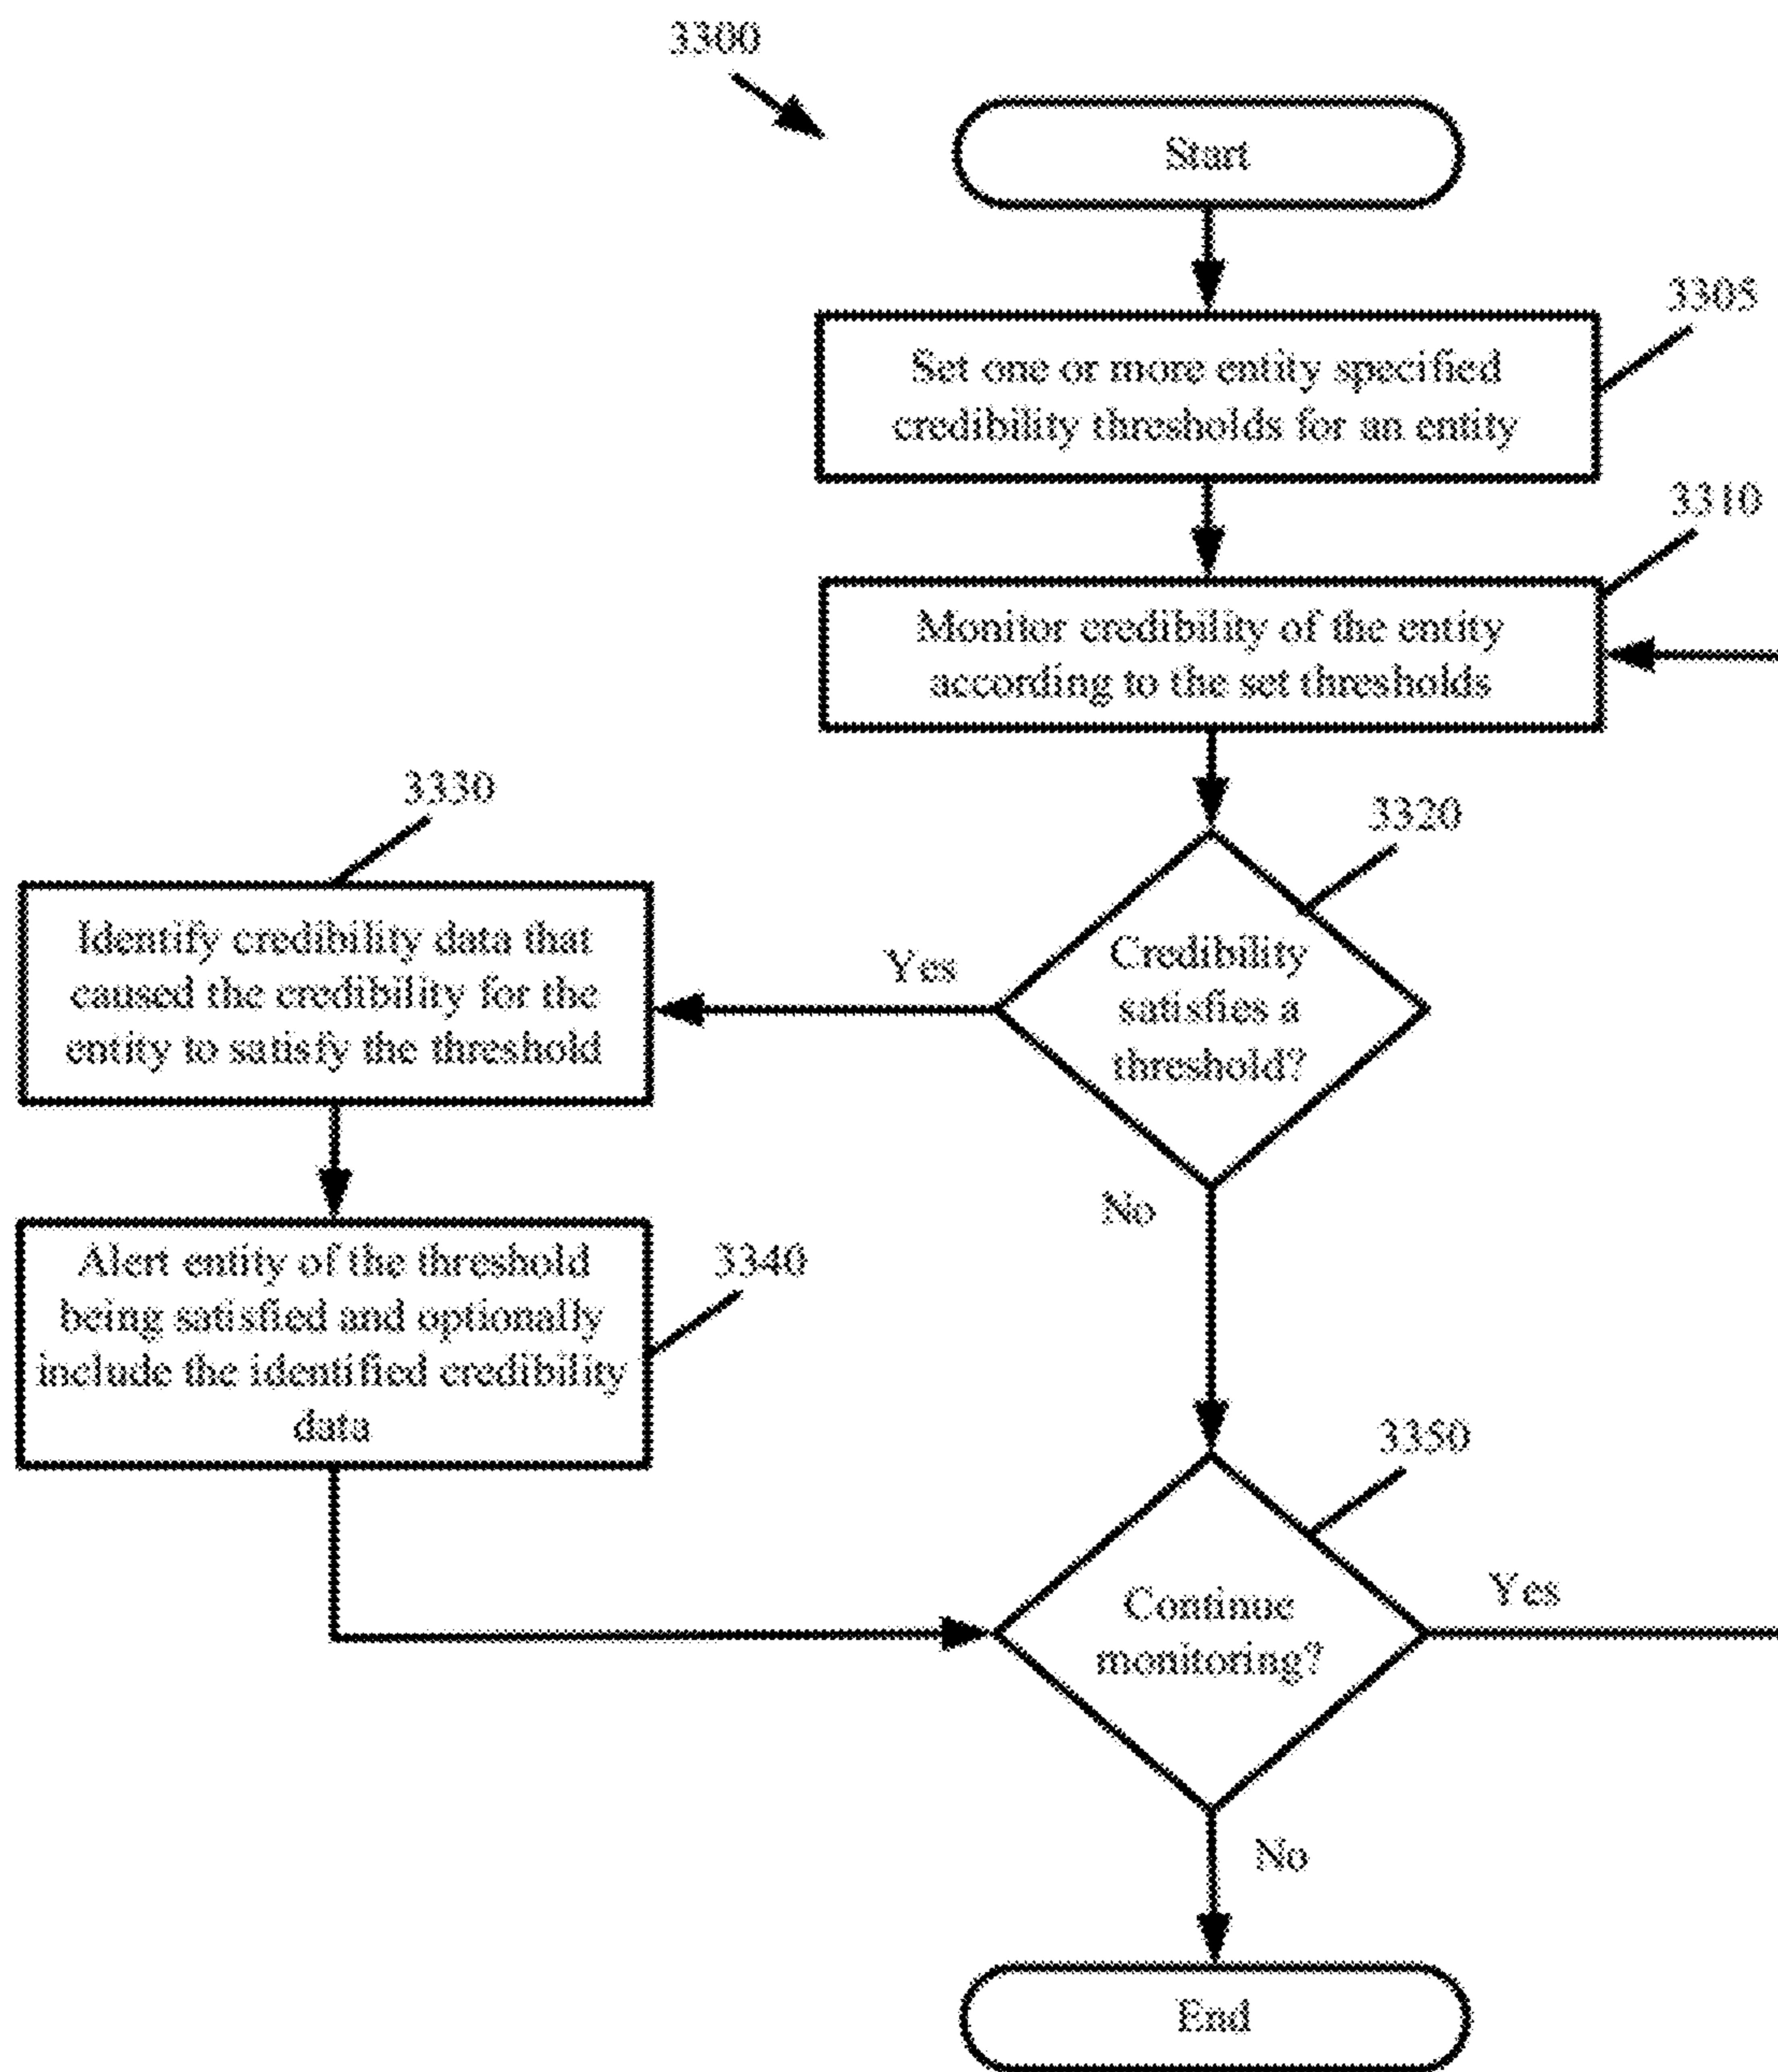 3300
Start
3305
Set one or more entity specified
credibility thresholds for an entity
3310
Monitor credibility of the entity
according to the set thresholds
3320
Credibility
satisfies a
threshold?
Yes
No
3330
Identify credibility data that
caused the credibility for the
entity to satisfy the threshold
3340
Alert entity of the threshold
being satisfied and optionally
include the identified credibility
data
3350
Continue
monitoring?
Yes
No
End